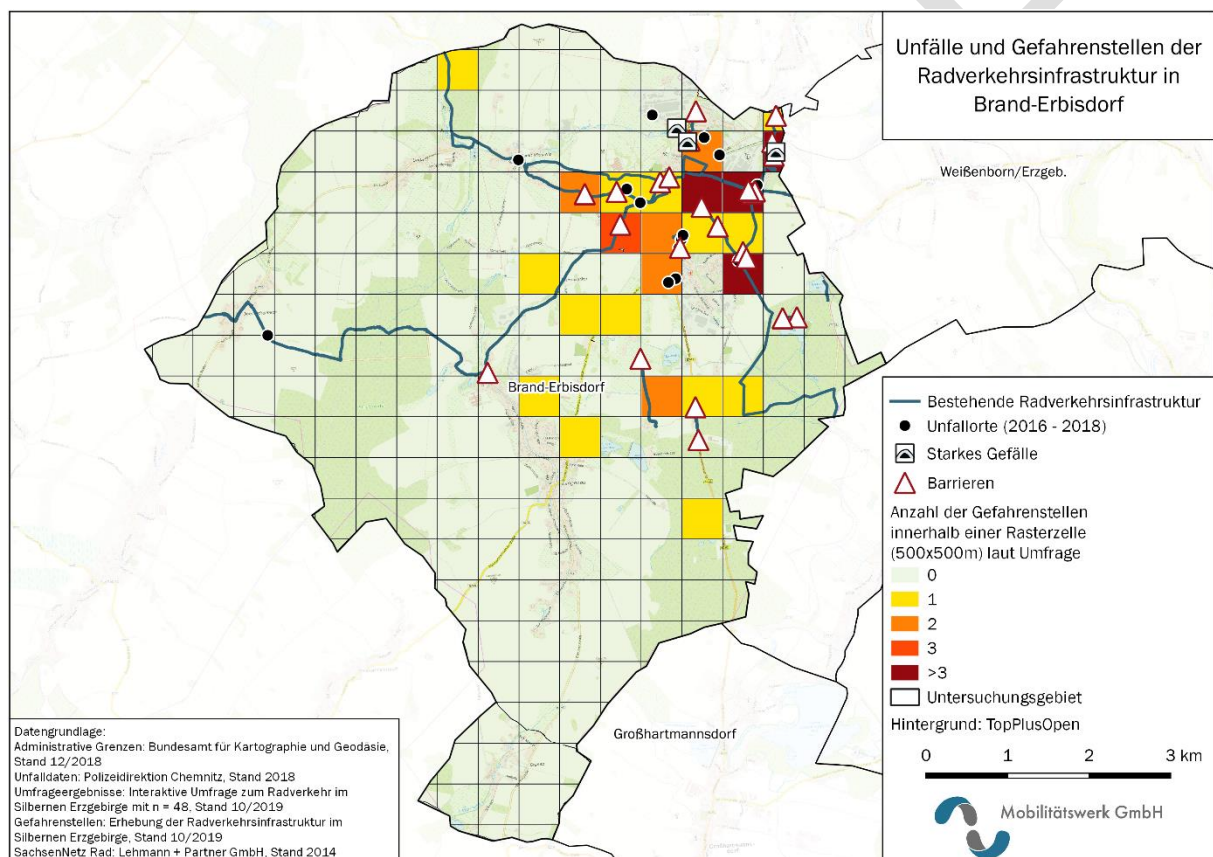 Unfälle und Gefahrenstellen der
Radverkehrsinfrastruktur in
Brand-Erbisdorf
Weißenborn/Erzgeb.
Brand-Erbisdorf
Großhartmannsdorf
Bestehende Radverkehrsinfrastruktur
Unfallorte (2016 - 2018)
Starkes Gefälle
Barrieren
Anzahl der Gefahrenstellen
innerhalb einer Rasterzelle
(500x500m) laut Umfrage
0
1
2
3
>3
Untersuchungsgebiet
Hintergrund: TopPlusOpen
0 1 2 3 km
Mobilitätswerk GmbH
Datengrundlage:
Administrative Grenzen: Bundesamt für Kartographie und Geodäsie,
Stand 12/2018
Unfalldaten: Polizeidirektion Chemnitz, Stand 2018
Umfrageergebnisse: Interaktive Umfrage zum Radverkehr im
Silbernen Erzgebirge mit n = 48, Stand 10/2019
Gefahrenstellen: Erhebung der Radverkehrsinfrastruktur im
Silbernen Erzgebirge, Stand 10/2019
SachsenNetz Rad: Lehmann + Partner GmbH, Stand 2014